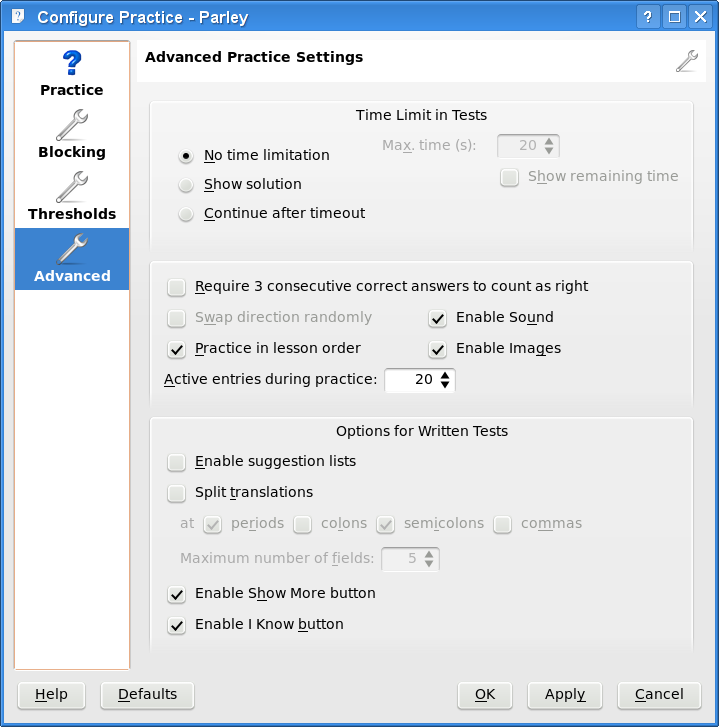 Configure Practice - Parley
?
?
Practice
Blocking
Thresholds
Advanced
Advanced Practice Settings
Time Limit in Tests
No time limitation
Max. time (s): 20
Show solution
Show remaining time
Continue after timeout
Require 3 consecutive correct answers to count as right
Swap direction randomly
Enable Sound
Practice in lesson order
Enable Images
Active entries during practice: 20
Options for Written Tests
Enable suggestion lists
Split translations
at periods colons semicolons commas
Maximum number of fields: 5
Enable Show More button
Enable I Know button
Help Defaults OK Apply Cancel